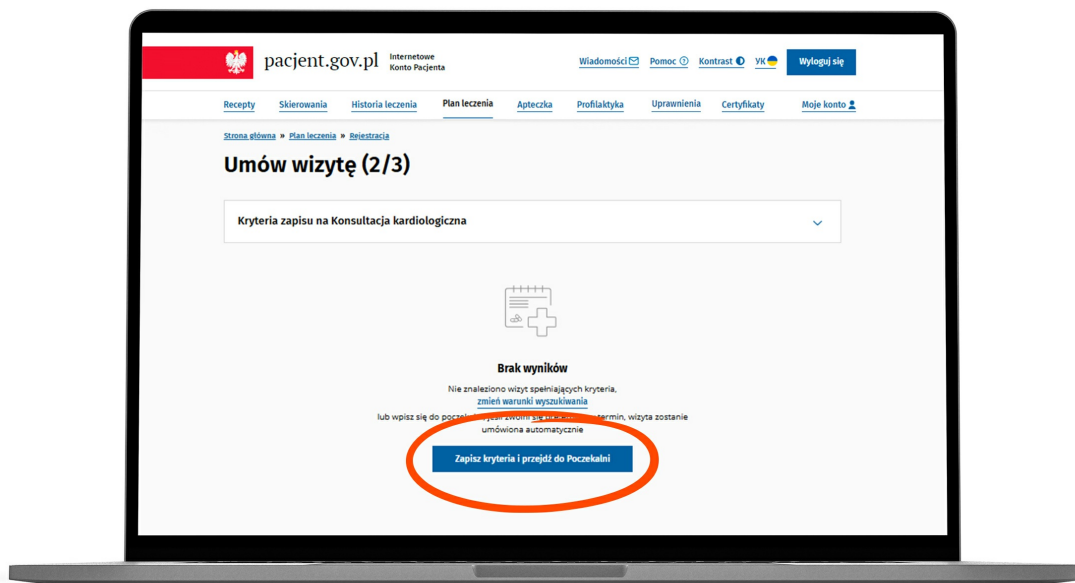 pacjent.gov.pl
Internetowe
Konto Pacjenta
Wiadomości
Pomoc
Kontrast
УК
Wyloguj się
Recepty
Skierowania
Historia leczenia
Plan leczenia
Apteczka
Profilaktyka
Uprawnienia
Certyfikaty
Moje konto
Strona główna » Plan leczenia » Rejestracja
Umów wizytę (2/3)
Kryteria zapisu na Konsultacja kardiologiczna
Brak wyników
Nie znaleziono wizyt spełniających kryteria,
zmień warunki wyszukiwania
lub wpisz się do termin, wizyta zostanie
umówiona automatycznie
Zapisz kryteria i przejdź do Poczekalni